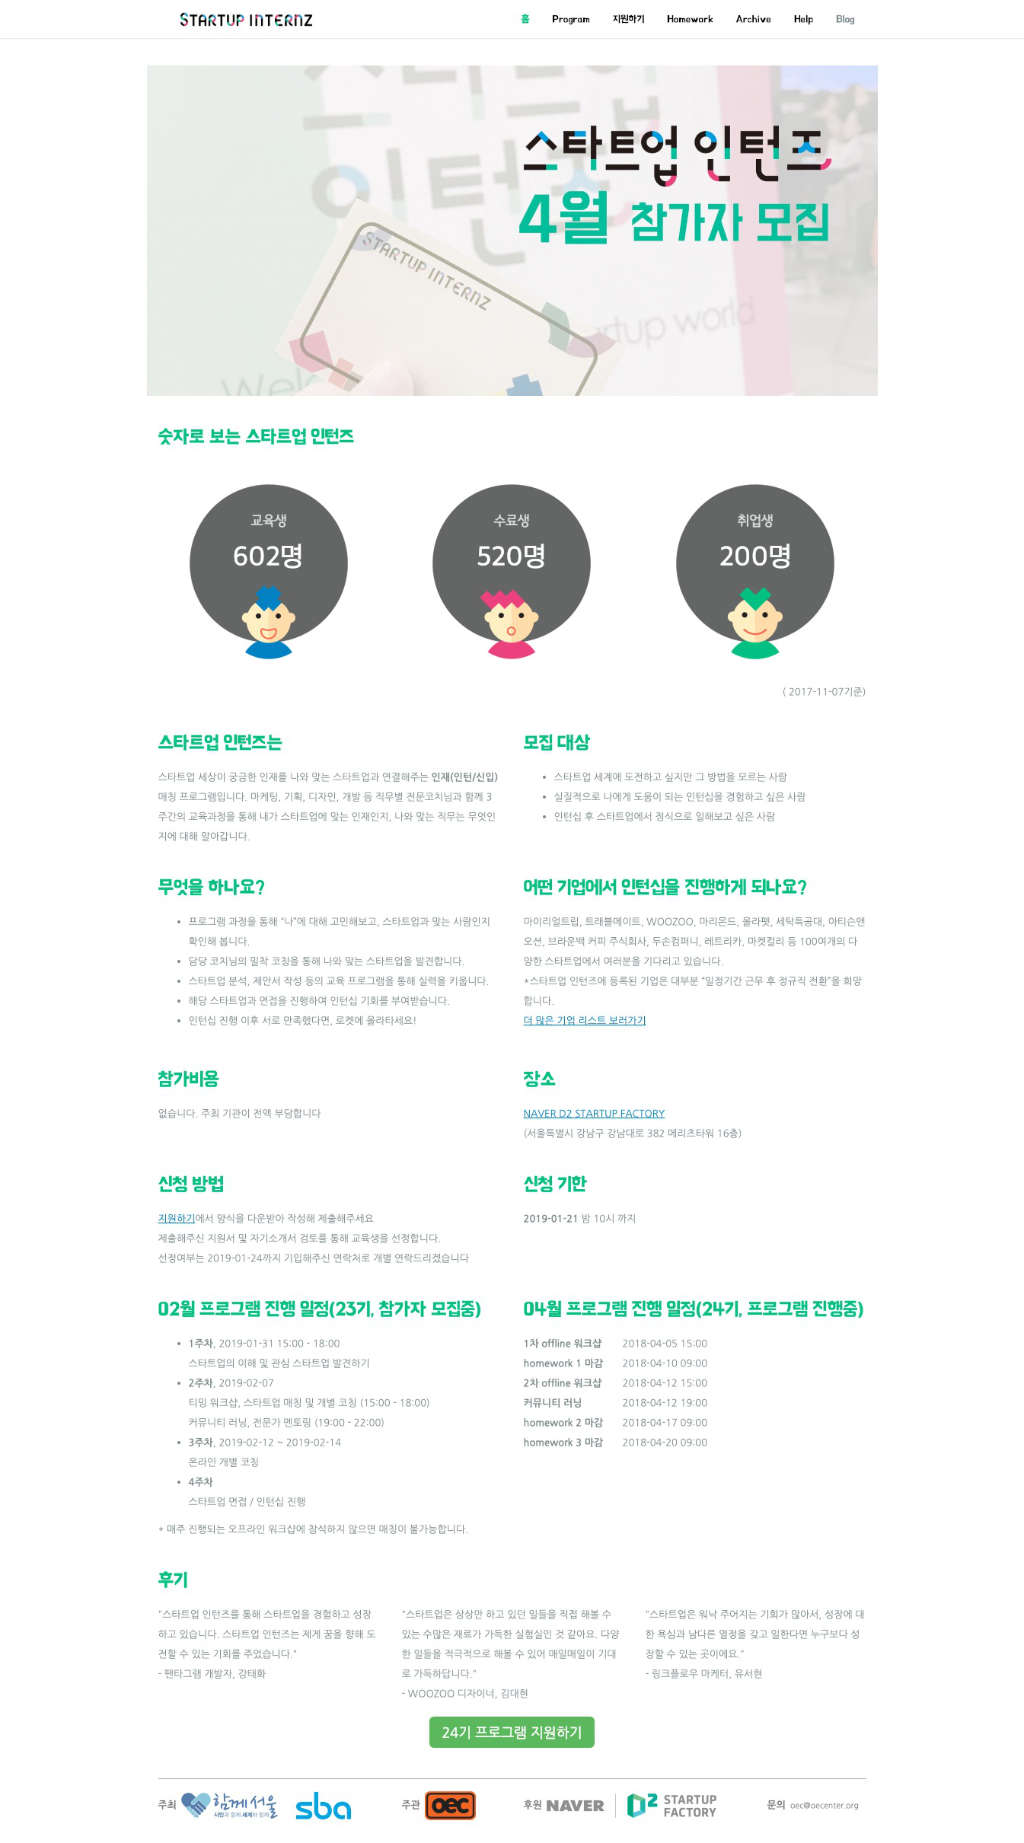 STARTUP INTERNZ
홈 Program 지원하기 Homework Archive Help Blog
스타트업 인턴즈
4월 참가자 모집
STARTUP INTERNZ
숫자로 보는 스타트업 인턴즈
교육생
602명
수료생
520명
취업생
200명
( 2017-11-07기준)
스타트업 인턴즈는
스타트업 세상이 궁금한 인재를 나와 맞는 스타트업과 연결해주는 인재(인턴/신입)
매칭 프로그램입니다. 마케팅, 기획, 디자인, 개발 등 직무별 전문코치님과 함께 3
주간의 교육과정을 통해 내가 스타트업에 맞는 인재인지, 나와 맞는 직무는 무엇인
지에 대해 알아갑니다.
모집 대상
• 스타트업 세계에 도전하고 싶지만 그 방법을 모르는 사람
• 실질적으로 나에게 도움이 되는 인턴십을 경험하고 싶은 사람
• 인턴십 후 스타트업에서 정식으로 일해보고 싶은 사람
무엇을 하나요?
• 프로그램 과정을 통해 "나"에 대해 고민해보고, 스타트업과 맞는 사람인지
확인해 봅니다.
• 담당 코치님의 밀착 코칭을 통해 나와 맞는 스타트업을 발견합니다.
• 스타트업 분석, 제안서 작성 등의 교육 프로그램을 통해 실력을 키웁니다.
• 해당 스타트업과 면접을 진행하여 인턴십 기회를 부여받습니다.
• 인턴십 진행 이후 서로 만족했다면, 로켓에 올라타세요!
어떤 기업에서 인턴십을 진행하게 되나요?
마이리얼트립, 트래블메이트, WOOZOO, 마리몬드, 올라펫, 세탁특공대, 아티슨앤
오션, 브라운백 커피 주식회사, 두손컴퍼니, 레트리카, 마켓컬리 등 100여개의 다
양한 스타트업에서 여러분을 기다리고 있습니다.
*스타트업 인턴즈에 등록된 기업은 대부분 "일정기간 근무 후 정규직 전환"을 희망
합니다.
더 많은 기업 리스트 보러가기
참가비용
없습니다. 주최 기관이 전액 부담합니다
장소
NAVER D2 STARTUP FACTORY
(서울특별시 강남구 강남대로 382 메리츠타워 16층)
신청 방법
지원하기에서 양식을 다운받아 작성해 제출해주세요
제출해주신 지원서 및 자기소개서 검토를 통해 교육생을 선정합니다.
선정여부는 2019-01-24까지 기입해주신 연락처로 개별 연락드리겠습니다
신청 기한
2019-01-21 밤 10시 까지
02월 프로그램 진행 일정(23기, 참가자 모집중)
• 1주차, 2019-01-31 15:00 - 18:00
스타트업의 이해 및 관심 스타트업 발견하기
• 2주차, 2019-02-07
티밍 워크샵, 스타트업 매칭 및 개별 코칭 (15:00 - 18:00)
커뮤니티 러닝, 전문가 멘토링 (19:00 - 22:00)
• 3주차, 2019-02-12 ~ 2019-02-14
온라인 개별 코칭
• 4주차
스타트업 면접 / 인턴십 진행
* 매주 진행되는 오프라인 워크샵에 참석하지 않으면 매칭이 불가능합니다.
04월 프로그램 진행 일정(24기, 프로그램 진행중)
1차 offline 워크샵 2018-04-05 15:00
homework 1 마감 2018-04-10 09:00
2차 offline 워크샵 2018-04-12 15:00
커뮤니티 러닝 2018-04-12 19:00
homework 2 마감 2018-04-17 09:00
homework 3 마감 2018-04-20 09:00
후기
"스타트업 인턴즈를 통해 스타트업을 경험하고 성장
하고 있습니다. 스타트업 인턴즈는 제게 꿈을 향해 도
전할 수 있는 기회를 주었습니다."
- 팬타그램 개발자, 강태화
"스타트업은 상상만 하고 있던 일들을 직접 해볼 수
있는 수많은 재료가 가득한 실험실인 것 같아요. 다양
한 일들을 적극적으로 해볼 수 있어 매일매일이 기대
로 가득하답니다."
- WOOZOO 디자이너, 김대현
"스타트업은 워낙 주어지는 기회가 많아서, 성장에 대
한 욕심과 남다른 열정을 갖고 일한다면 누구보다 성
장할 수 있는 곳이에요."
- 링크플로우 마케터, 유서현
24기 프로그램 지원하기
주최 함께서울 sba 주관 oec 후원 NAVER D2 STARTUP FACTORY 문의 oec@oecenter.org